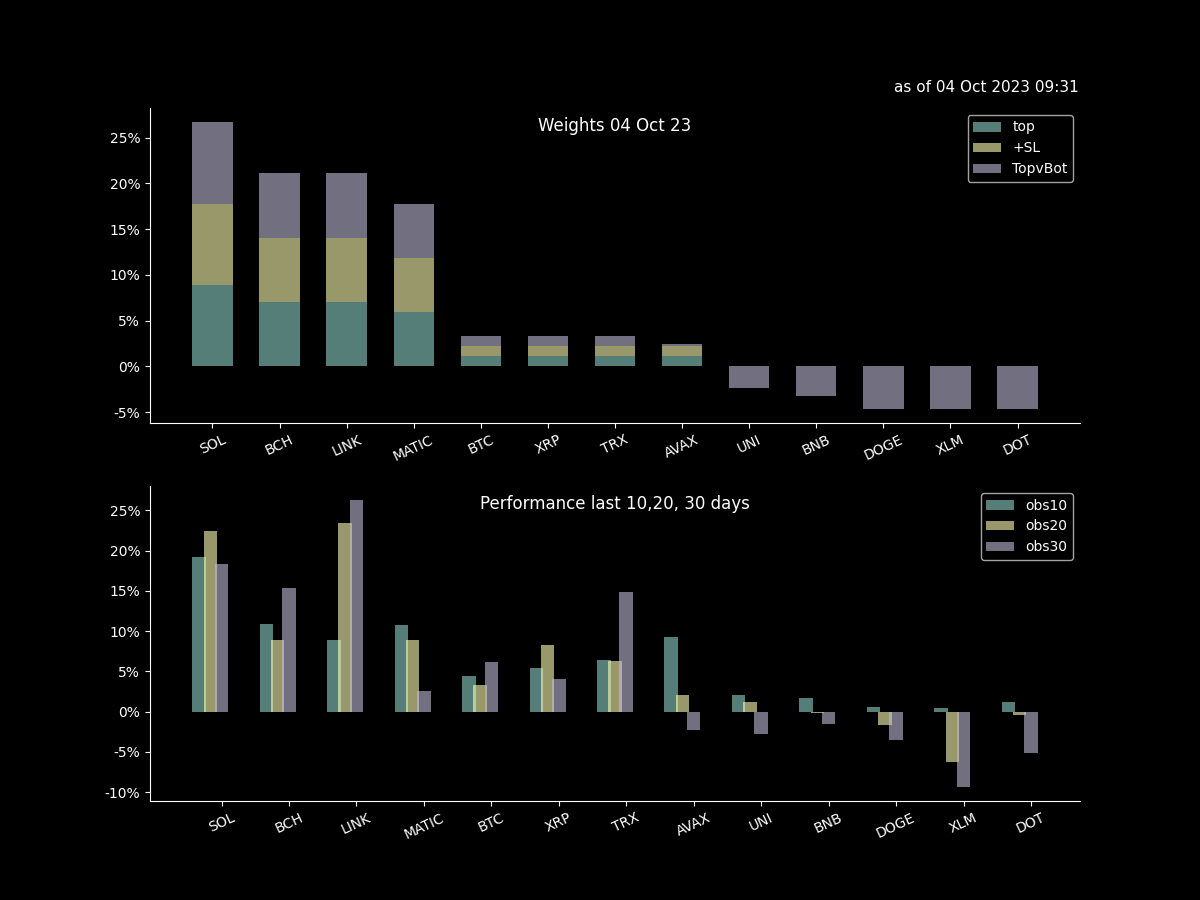 as of 04 Oct 2023 09:31
Weights 04 Oct 23
top
+SL
TopvBot
25%
20%
15%
10%
5%
0%
-5%
SOL BCH LINK MATIC BTC XRP TRX AVAX UNI BNB DOGE XLM DOT
Performance last 10,20, 30 days
obs10
obs20
obs30
25%
20%
15%
10%
5%
0%
-5%
-10%
SOL BCH LINK MATIC BTC XRP TRX AVAX UNI BNB DOGE XLM DOT